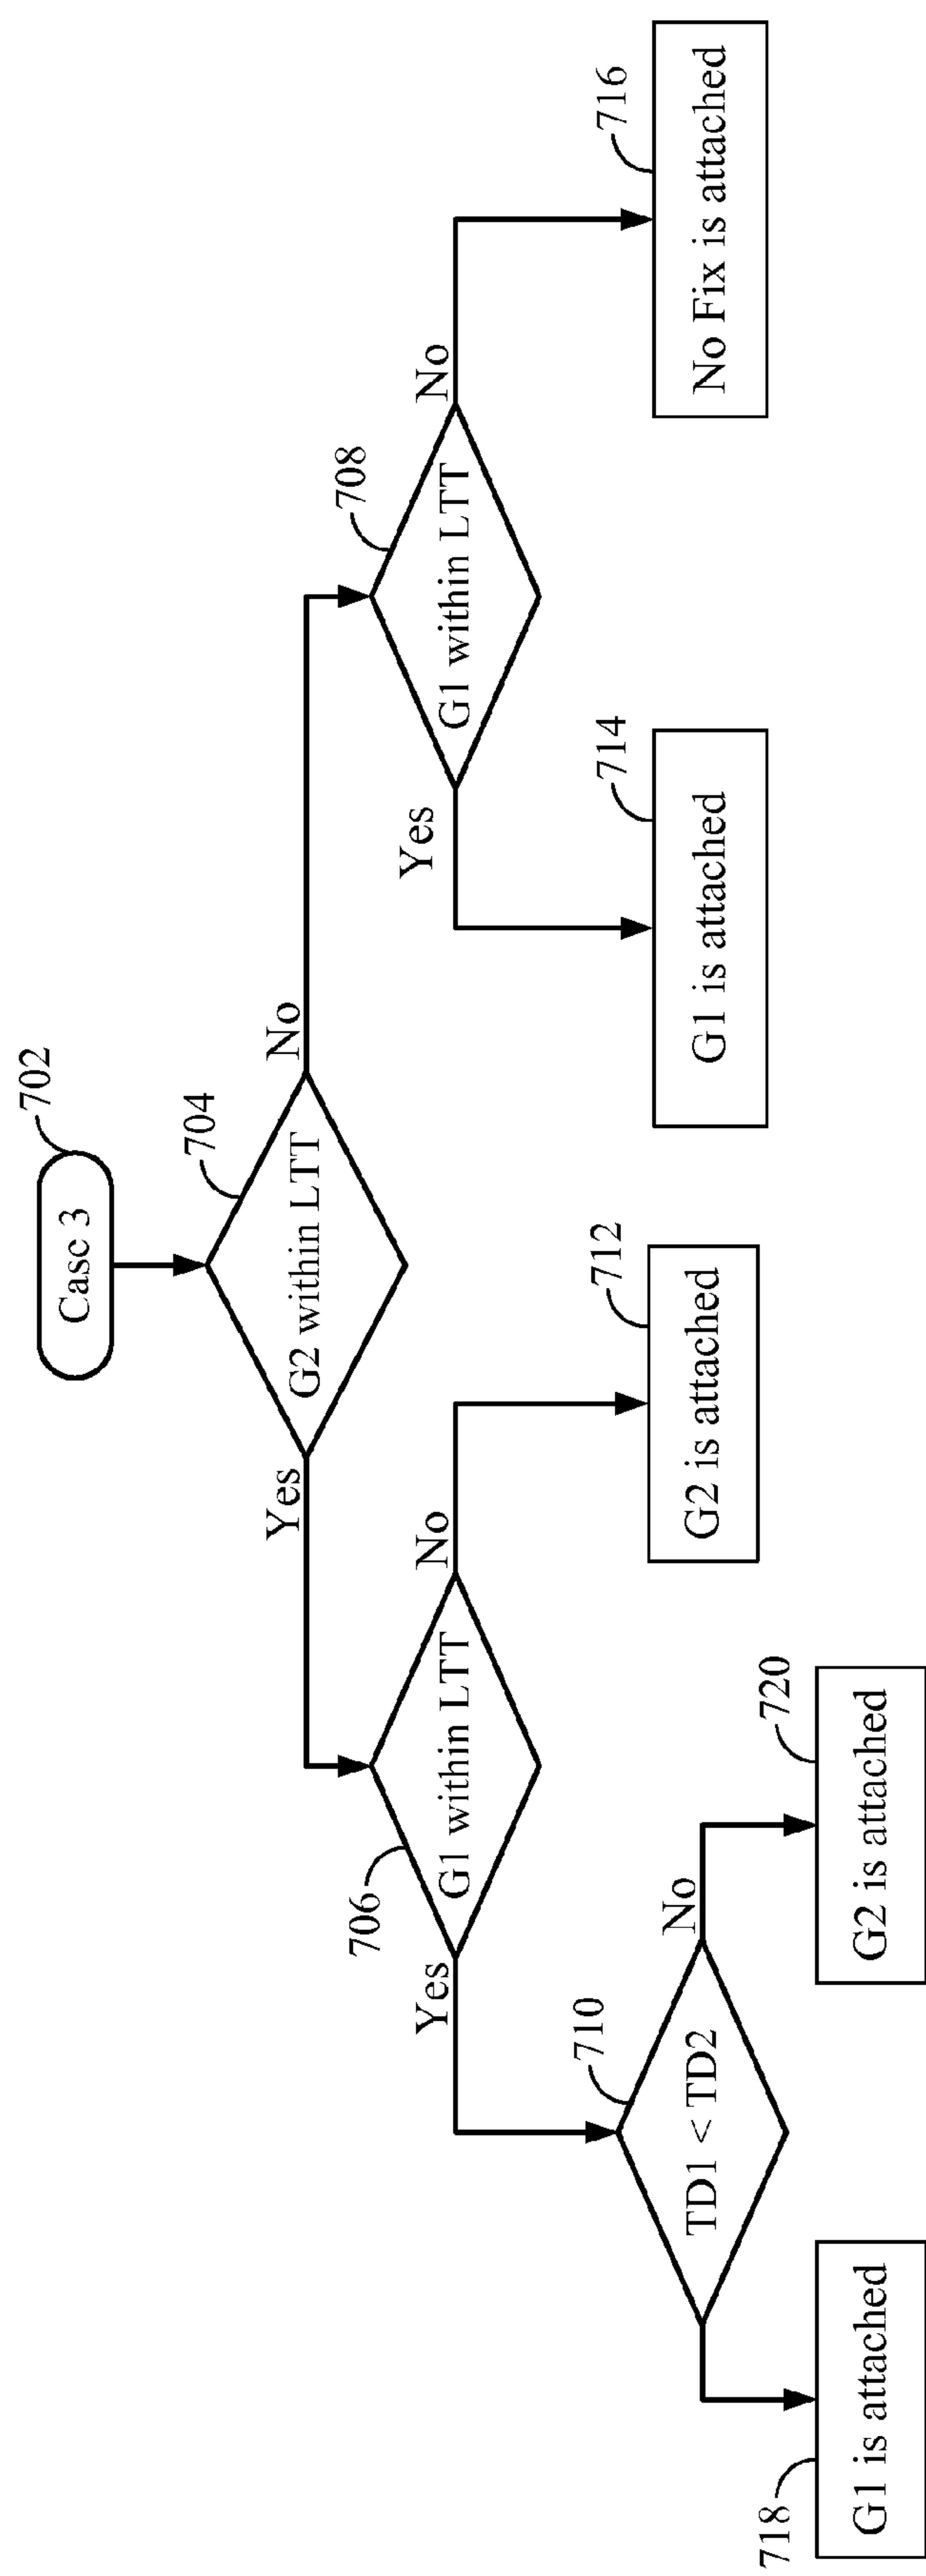 Case 3
702
704
G2 within LTT
Yes
No
706
G1 within LTT
Yes
No
708
G1 within LTT
Yes
No
710
TD1 < TD2
No
712
G2 is attached
714
G1 is attached
716
No Fix is attached
718
G1 is attached
720
G2 is attached